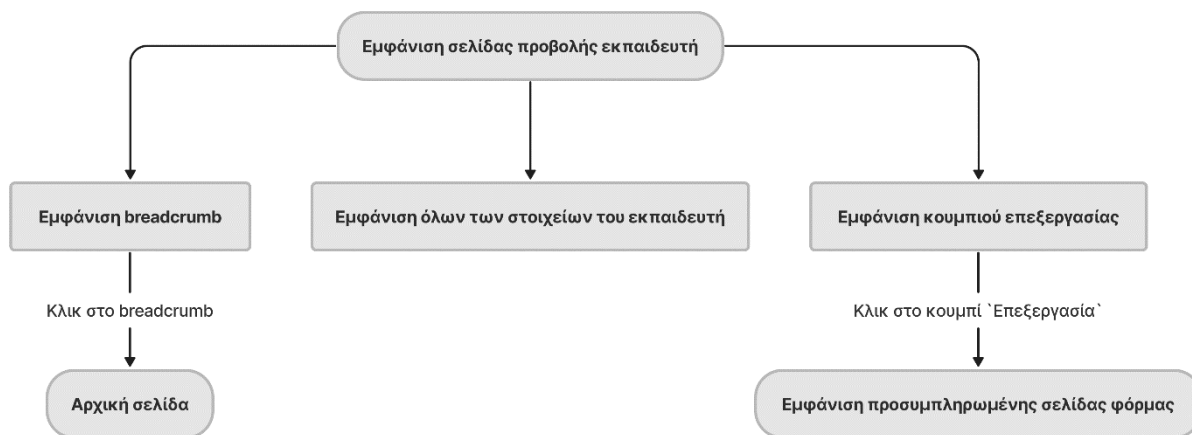 Εμφάνιση σελίδας προβολής εκπαιδευτή
Εμφάνιση breadcrumb
Εμφάνιση όλων των στοιχείων του εκπαιδευτή
Εμφάνιση κουμπιού επεξεργασίας
Κλικ στο breadcrumb
Κλικ στο κουμπί `Επεξεργασία`
Αρχική σελίδα
Εμφάνιση προσυμπληρωμένης σελίδας φόρμας